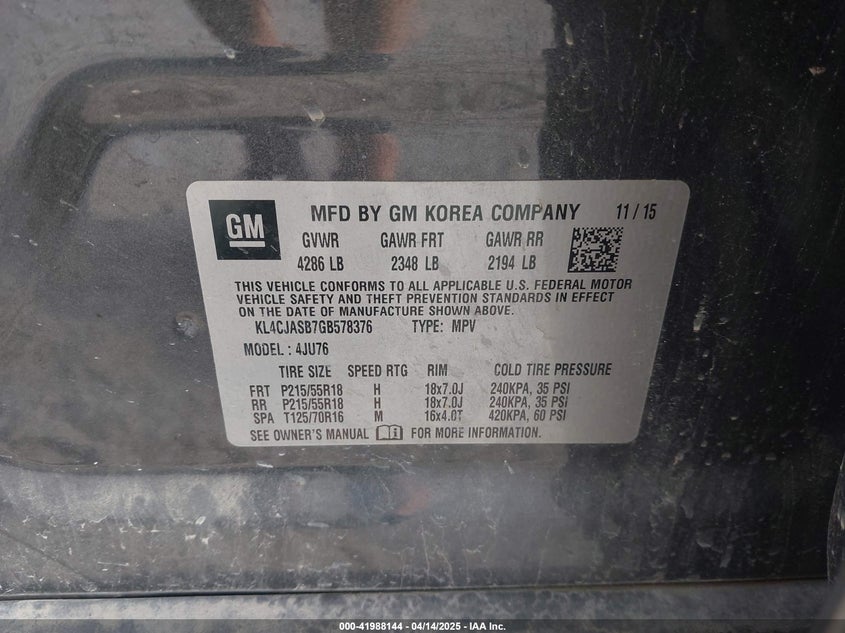 GM MFD BY GM KOREA COMPANY 11 / 15
GVWR GAWR FRT GAWR RR
4286 LB 2348 LB 2194 LB
THIS VEHICLE CONFORMS TO ALL APPLICABLE U.S. FEDERAL MOTOR
VEHICLE SAFETY AND THEFT PREVENTION STANDARDS IN EFFECT
ON THE DATE OF MANUFACTURE SHOWN ABOVE.
KL4CJASB7GB578376 TYPE: MPV
MODEL : 4JU76
TIRE SIZE SPEED RTG RIM COLD TIRE PRESSURE
FRT P215/55R18 H 18x7.0J 240KPA, 35 PSI
RR P215/55R18 H 18x7.0J 240KPA, 35 PSI
SPA T125/70R16 M 16x4.0T 420KPA, 60 PSI
SEE OWNER'S MANUAL FOR MORE INFORMATION.
000-41988144 - 04/14/2025 - IAA Inc.